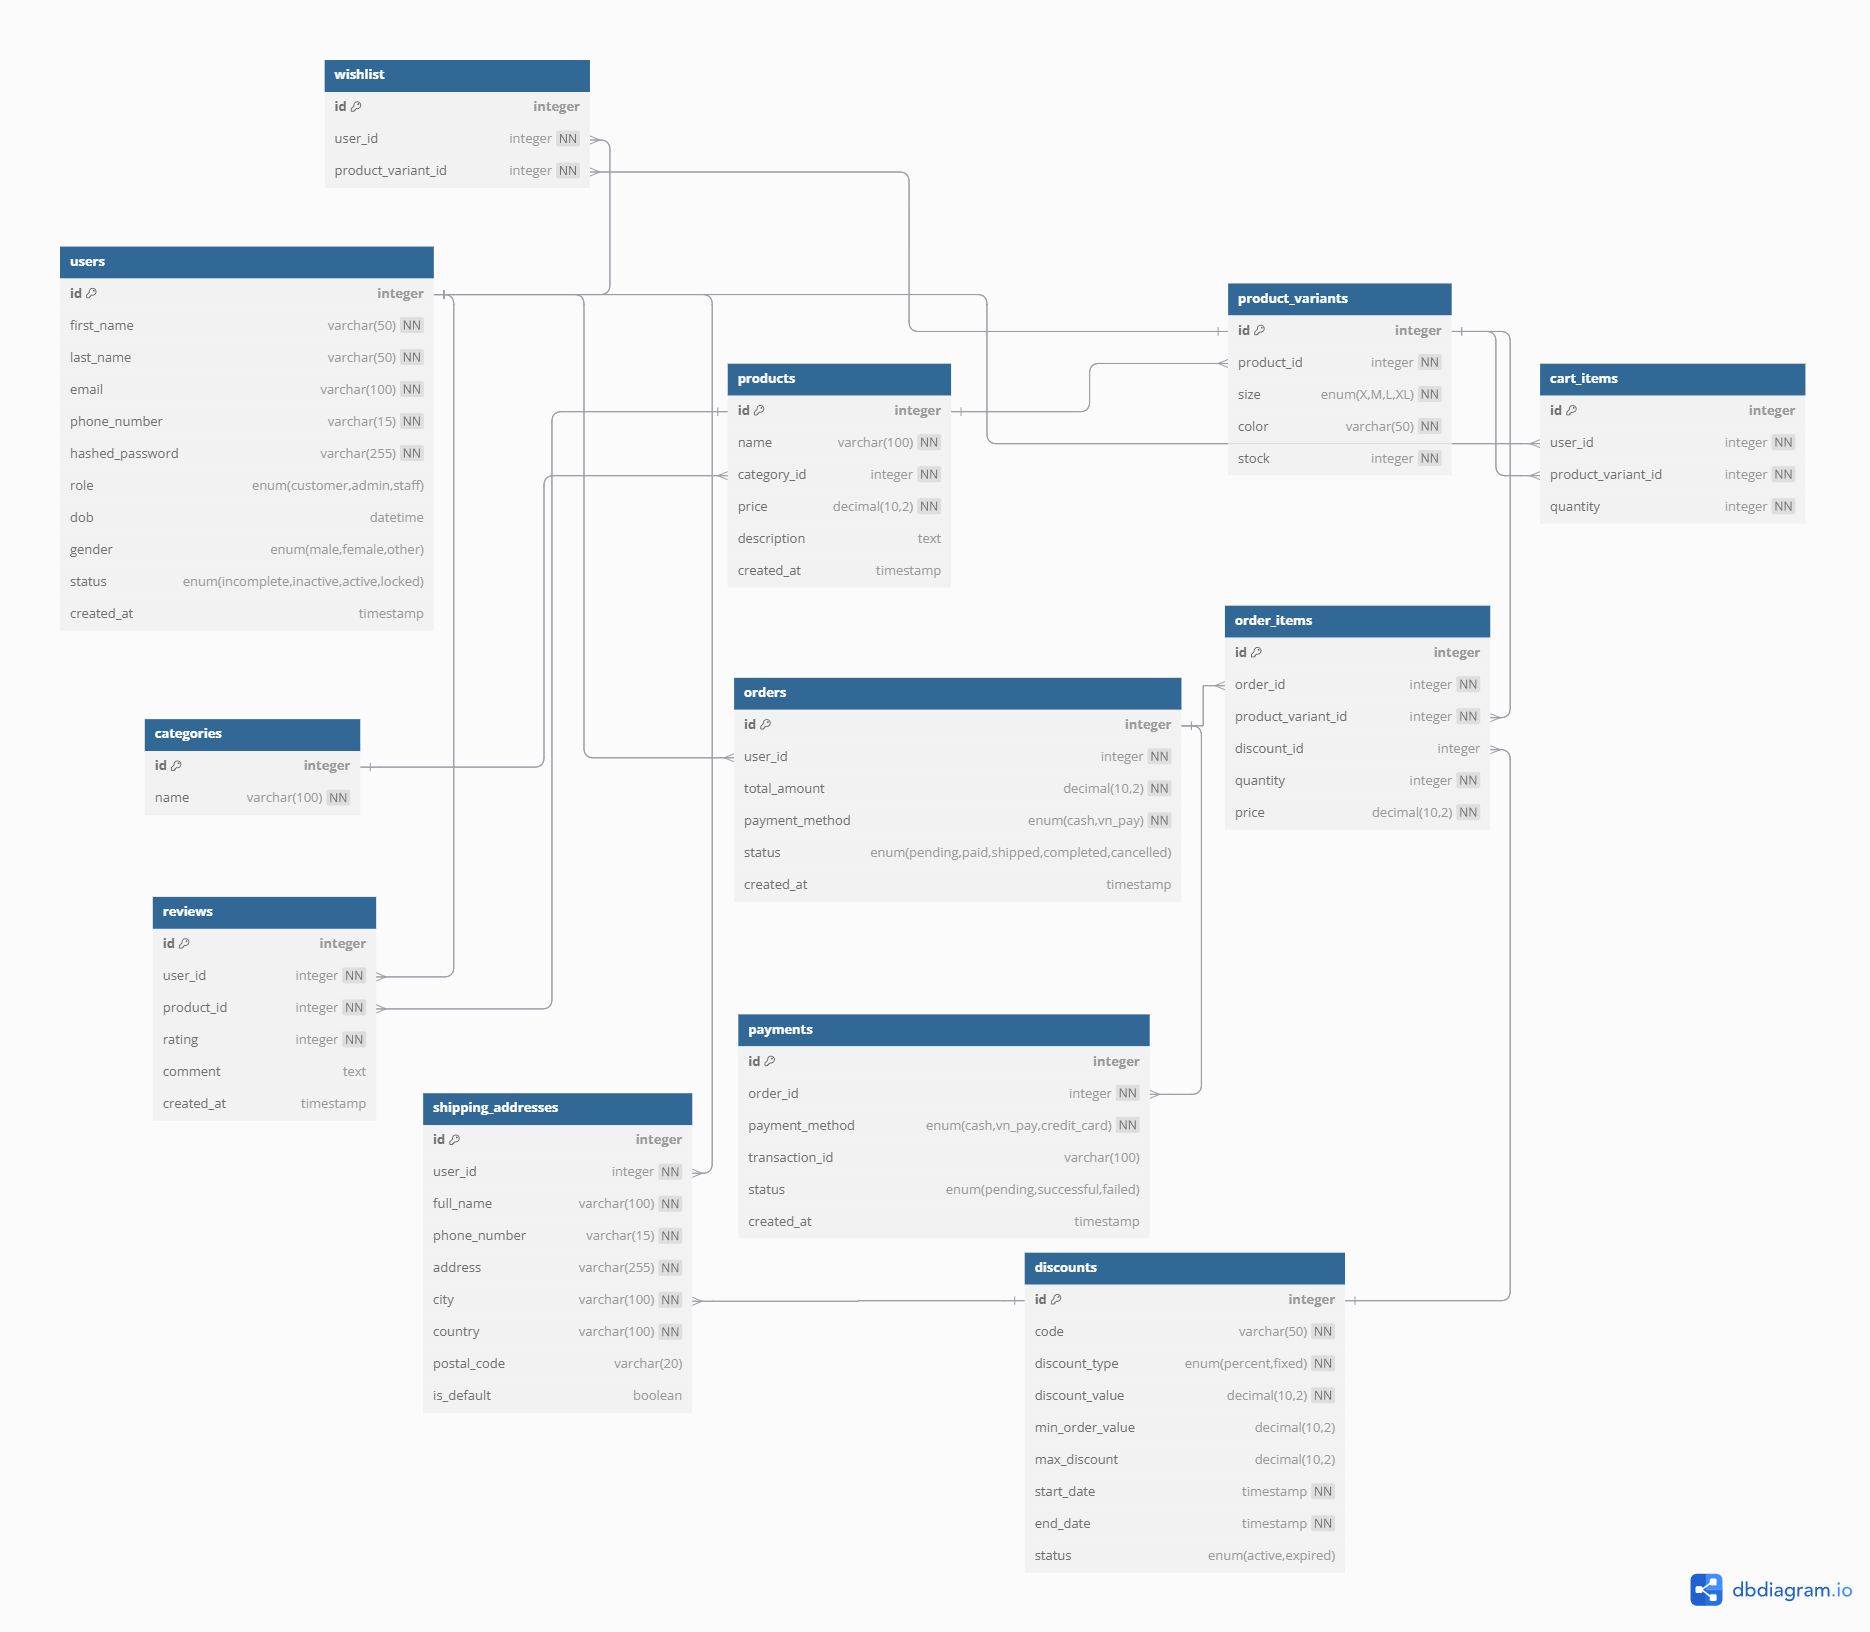 wishlist
id integer
user_id integer NN
product_variant_id integer NN
users
id integer
first_name varchar(50) NN
last_name varchar(50) NN
email varchar(100) NN
phone_number varchar(15) NN
hashed_password varchar(255) NN
role enum(customer,admin,staff)
dob datetime
gender enum(male,female,other)
status enum(incomplete,inactive,active,locked)
created_at timestamp
product_variants
id integer
product_id integer NN
size enum(X,M,L,XL) NN
color varchar(50) NN
stock integer NN
products
id integer
name varchar(100) NN
category_id integer NN
price decimal(10,2) NN
description text
created_at timestamp
cart_items
id integer
user_id integer NN
product_variant_id integer NN
quantity integer NN
order_items
id integer
order_id integer NN
product_variant_id integer NN
discount_id integer
quantity integer NN
price decimal(10,2) NN
orders
id integer
user_id integer NN
total_amount decimal(10,2) NN
payment_method enum(cash,vn_pay) NN
status enum(pending,paid,shipped,completed,cancelled)
created_at timestamp
categories
id integer
name varchar(100) NN
reviews
id integer
user_id integer NN
product_id integer NN
rating integer NN
comment text
created_at timestamp
payments
id integer
order_id integer NN
payment_method enum(cash,vn_pay,credit_card) NN
transaction_id varchar(100)
status enum(pending,successful,failed)
created_at timestamp
shipping_addresses
id integer
user_id integer NN
full_name varchar(100) NN
phone_number varchar(15) NN
address varchar(255) NN
city varchar(100) NN
country varchar(100) NN
postal_code varchar(20)
is_default boolean
discounts
id integer
code varchar(50) NN
discount_type enum(percent,fixed) NN
discount_value decimal(10,2) NN
min_order_value decimal(10,2)
max_discount decimal(10,2)
start_date timestamp NN
end_date timestamp NN
status enum(active,expired)
dbdiagram.io